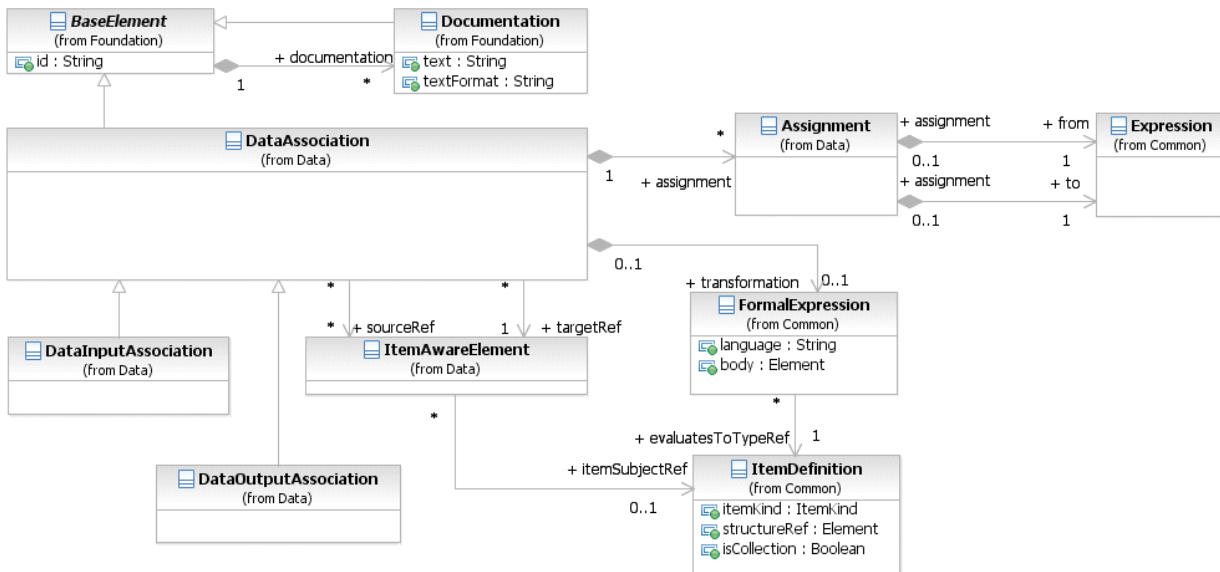 BaseElement
(from Foundation)
id : String
Documentation
(from Foundation)
text : String
textFormat : String
+ documentation
1
*
DataAssociation
(from Data)
Assignment
(from Data)
Expression
(from Common)
*
1
+ assignment
+ assignment
0..1
+ from
1
+ assignment
0..1
+ to
1
0..1
+ transformation
0..1
FormalExpression
(from Common)
language : String
body : Element
*
*
+ sourceRef
*
1
+ targetRef
DataInputAssociation
(from Data)
ItemAwareElement
(from Data)
*
*
+ evaluatesToTypeRef
1
+ itemSubjectRef
0..1
DataOutputAssociation
(from Data)
ItemDefinition
(from Common)
itemKind : ItemKind
structureRef : Element
isCollection : Boolean